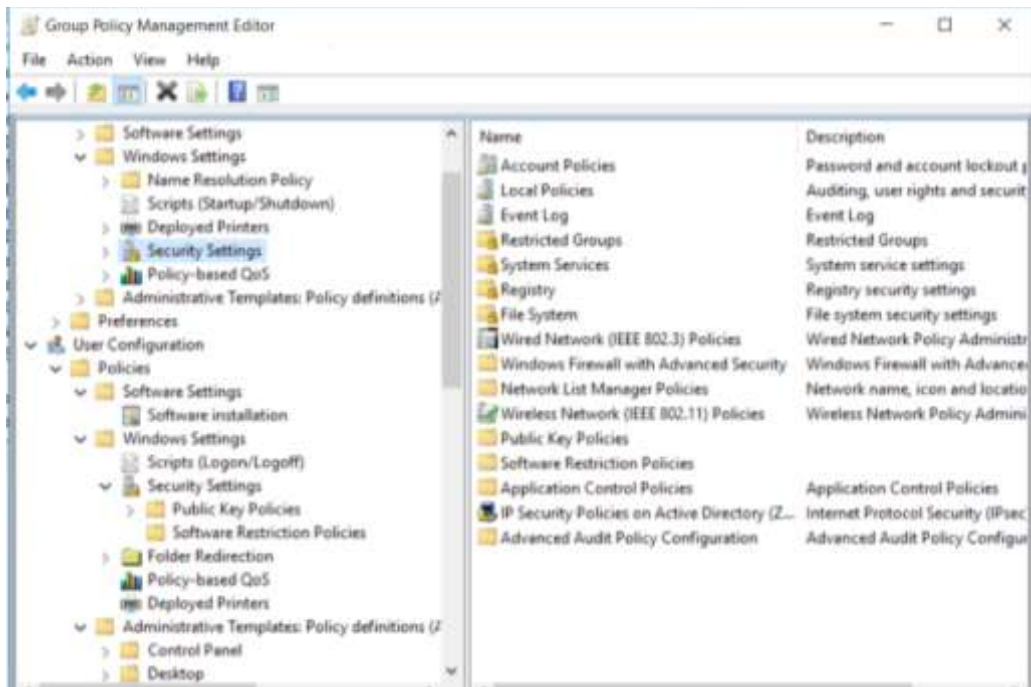 Group Policy Management Editor
File Action View Help
Software Settings
Windows Settings
Name Resolution Policy
Scripts (Startup/Shutdown)
Deployed Printers
Security Settings
Policy-based QoS
Administrative Templates: Policy definitions (A
Preferences
User Configuration
Policies
Software Settings
Software installation
Windows Settings
Scripts (Logon/Logoff)
Security Settings
Public Key Policies
Software Restriction Policies
Folder Redirection
Policy-based QoS
Deployed Printers
Administrative Templates: Policy definitions (A
Control Panel
Desktop
Name Description
Account Policies Password and account lockout p
Local Policies Auditing, user rights and securit
Event Log Event Log
Restricted Groups Restricted Groups
System Services System service settings
Registry Registry security settings
File System File system security settings
Wired Network (IEEE 802.3) Policies Wired Network Policy Administr
Windows Firewall with Advanced Security Windows Firewall with Advance
Network List Manager Policies Network name, icon and locatio
Wireless Network (IEEE 802.11) Policies Wireless Network Policy Admini
Public Key Policies
Software Restriction Policies
Application Control Policies Application Control Policies
IP Security Policies on Active Directory (Z... Internet Protocol Security (IPsec
Advanced Audit Policy Configuration Advanced Audit Policy Configu